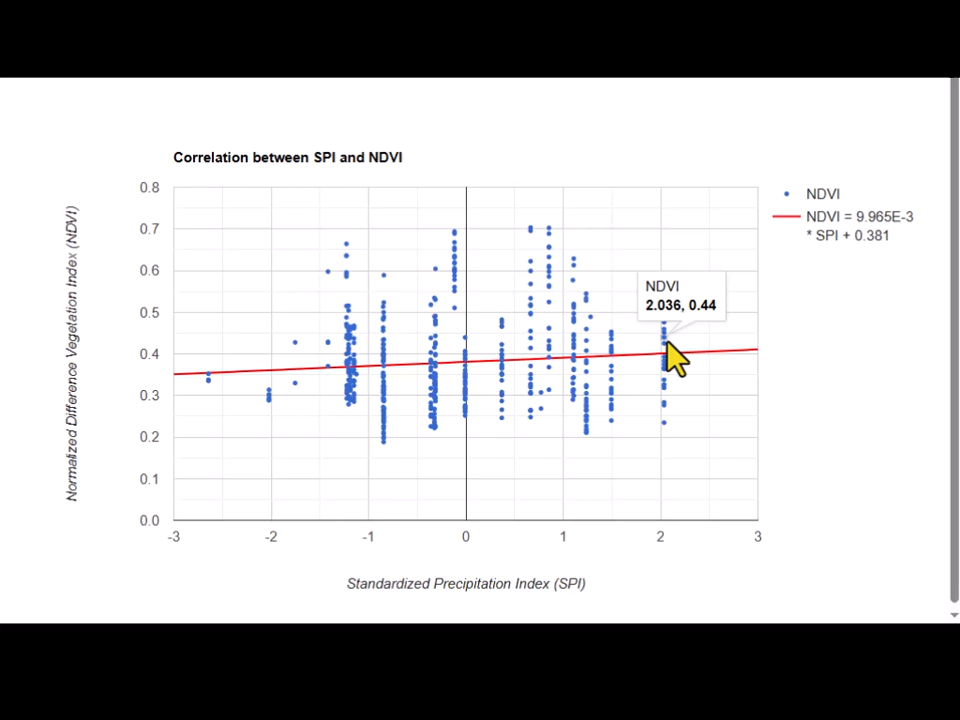 Correlation between SPI and NDVI
Normalized Difference Vegetation Index (NDVI)
0.8
0.7
0.6
0.5
0.4
0.3
0.2
0.1
0.0
-3
-2
-1
0
1
2
3
Standardized Precipitation Index (SPI)
NDVI
2.036, 0.44
NDVI
NDVI = 9.965E-3
* SPI + 0.381